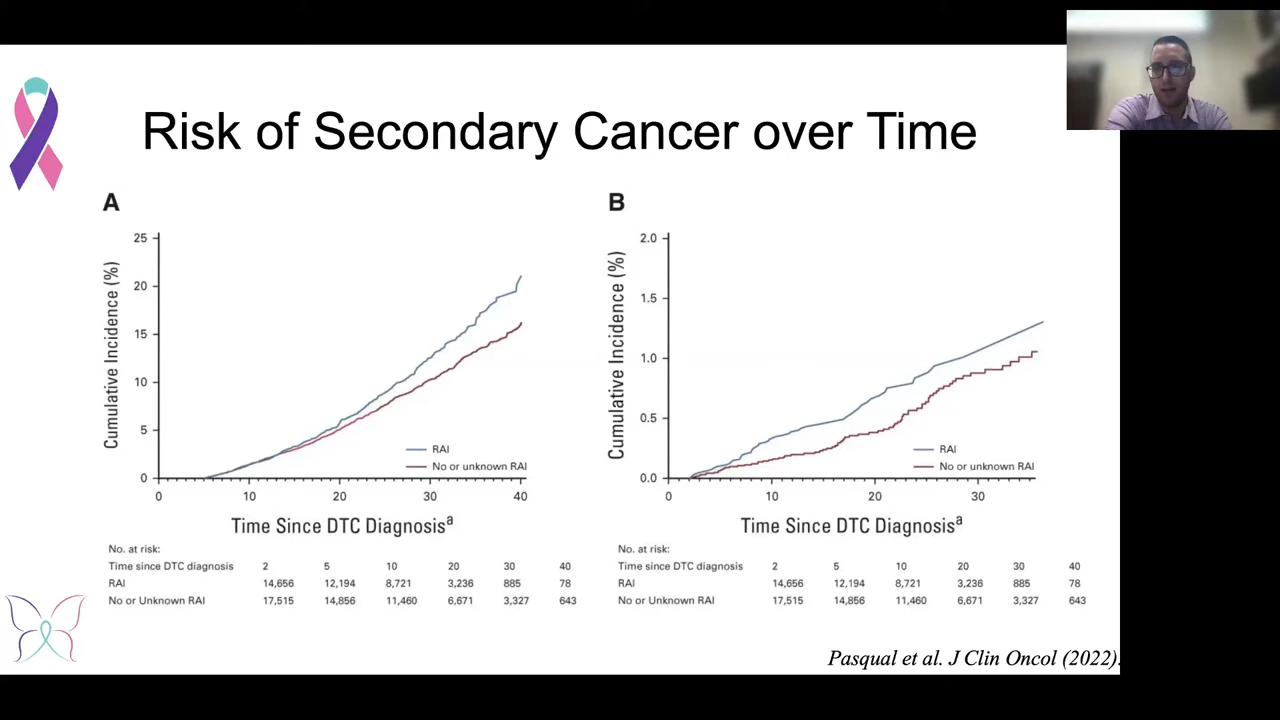 Risk of Secondary Cancer over Time
A
Cumulative Incidence (%)
25
20
15
10
5
0
RAI
No or unknown RAI
0 10 20 30 40
Time Since DTC Diagnosisa
No. at risk:
Time since DTC diagnosis 2 5 10 20 30 40
RAI 14,656 12,194 8,721 3,236 885 78
No or Unknown RAI 17,515 14,856 11,460 6,671 3,327 643
B
Cumulative Incidence (%)
2.0
1.5
1.0
0.5
0.0
RAI
No or unknown RAI
0 10 20 30
Time Since DTC Diagnosisa
No. at risk:
Time since DTC diagnosis 2 5 10 20 30 40
RAI 14,656 12,194 8,721 3,236 885 78
No or Unknown RAI 17,515 14,856 11,460 6,671 3,327 643
Pasqual et al. J Clin Oncol (2022).